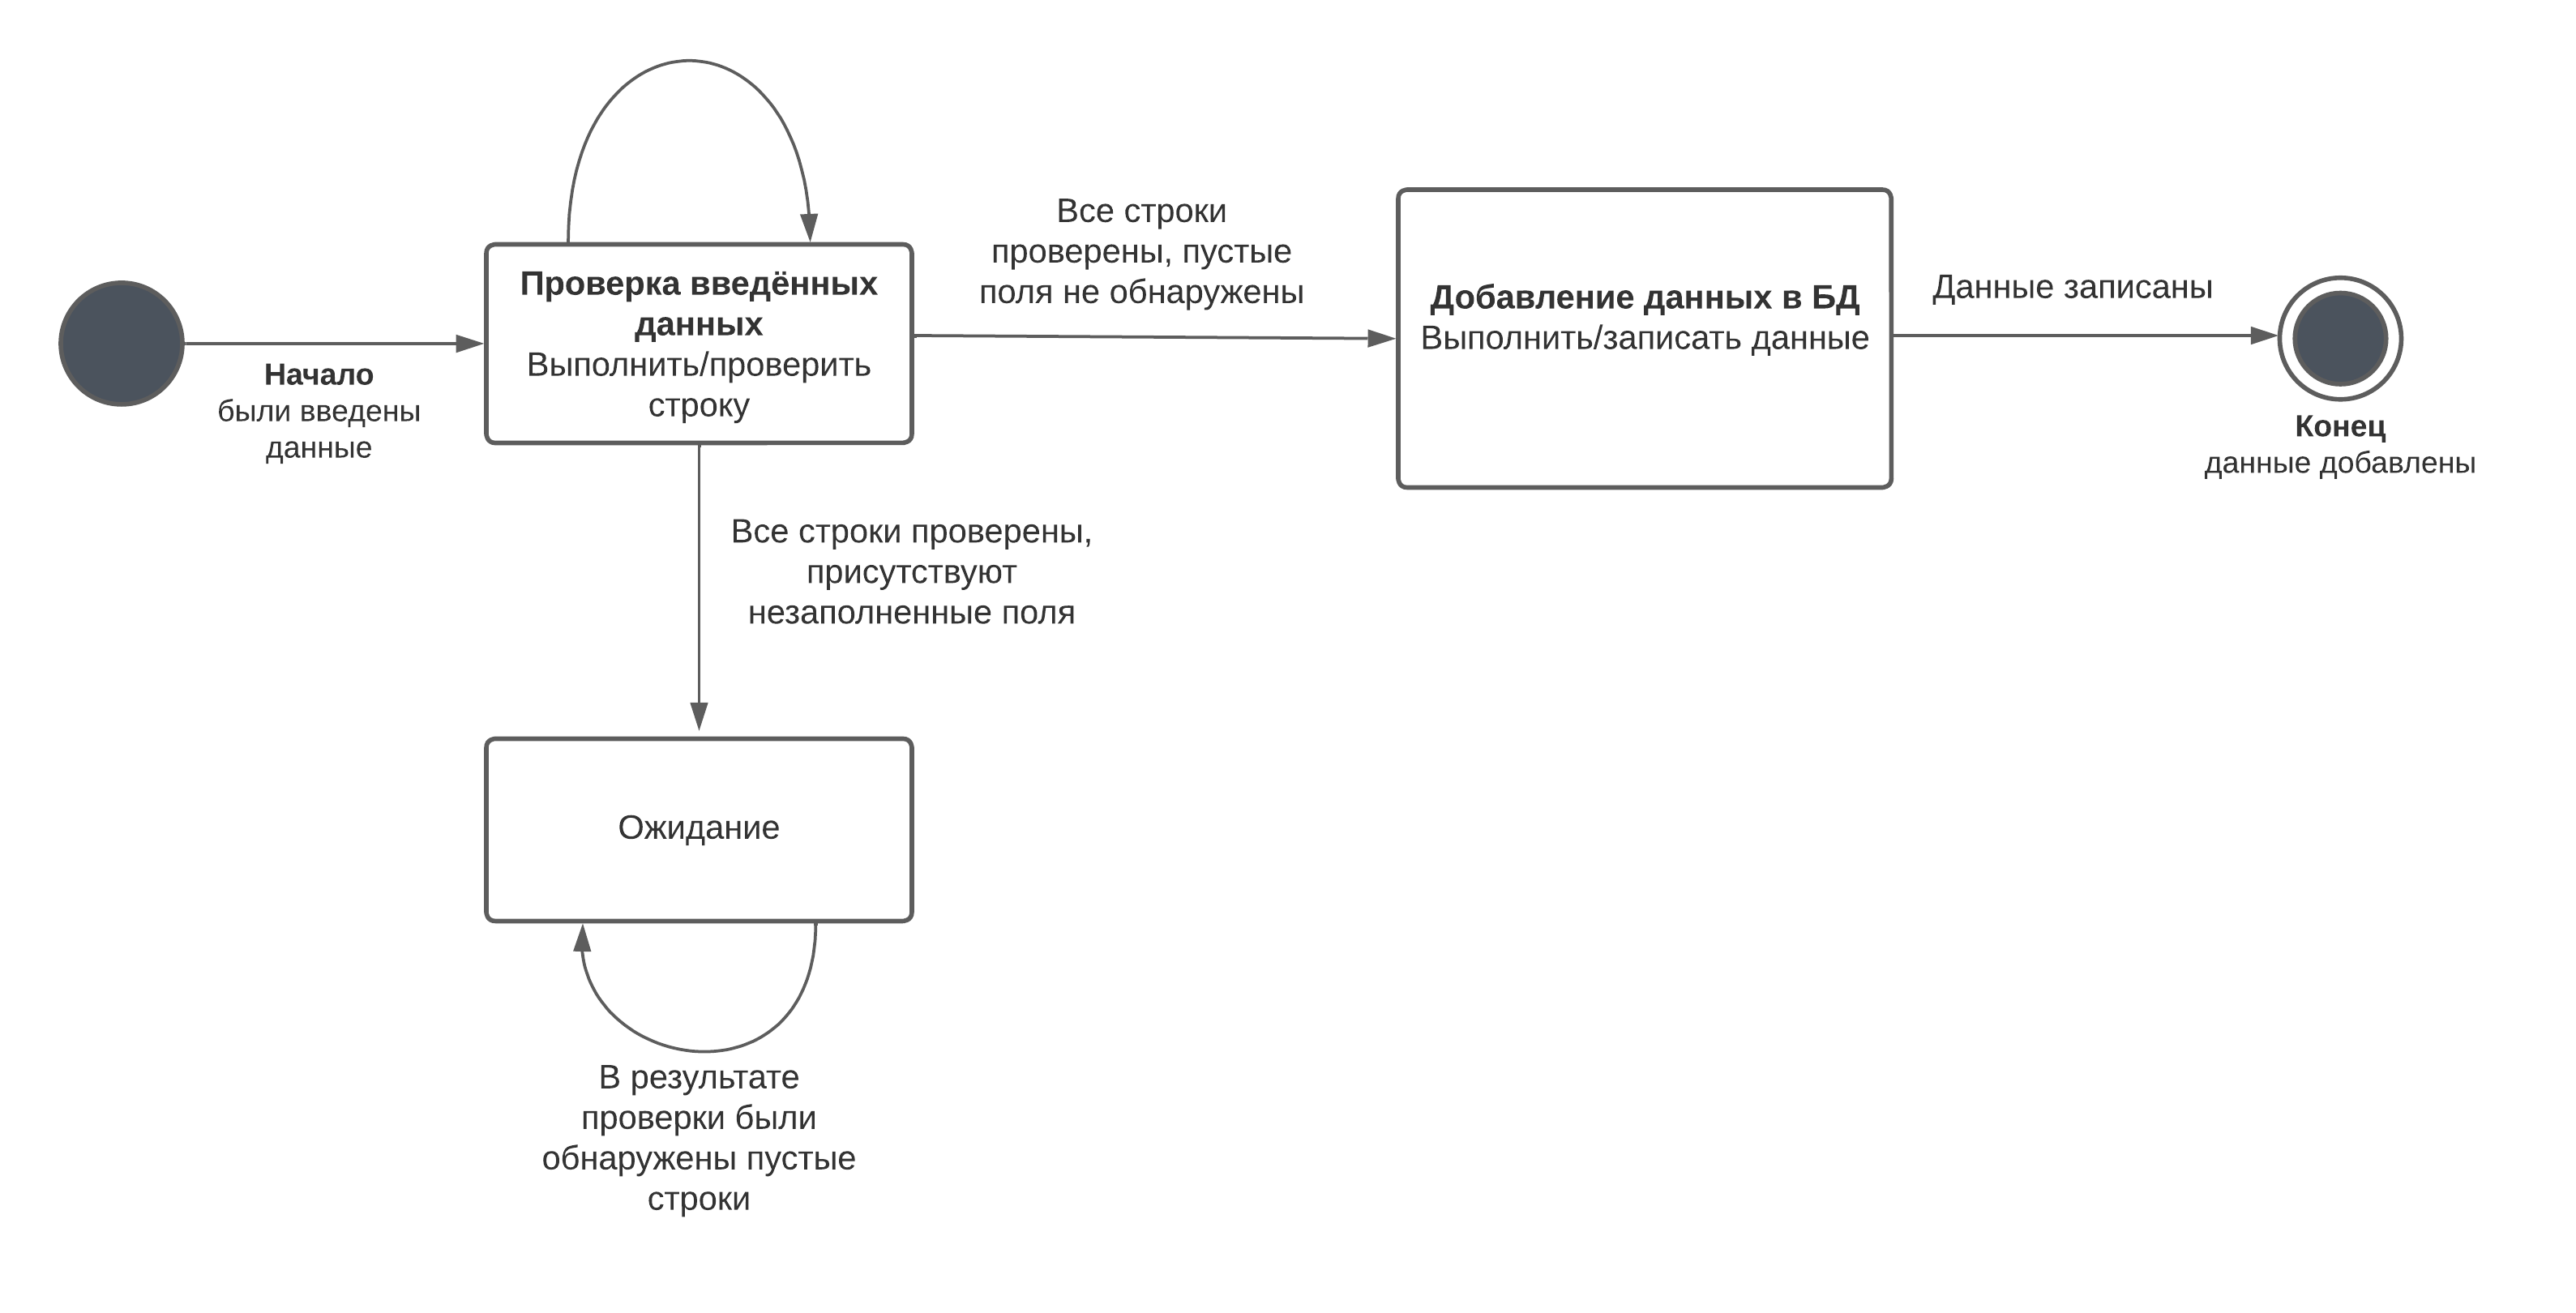 Начало
были введены
данные
Проверка введённых
данных
Выполнить/проверить
строку
Все строки
проверены, пустые
поля не обнаружены
Добавление данных в БД
Выполнить/записать данные
Данные записаны
Конец
данные добавлены
Все строки проверены,
присутствуют
незаполненные поля
Ожидание
В результате
проверки были
обнаружены пустые
строки